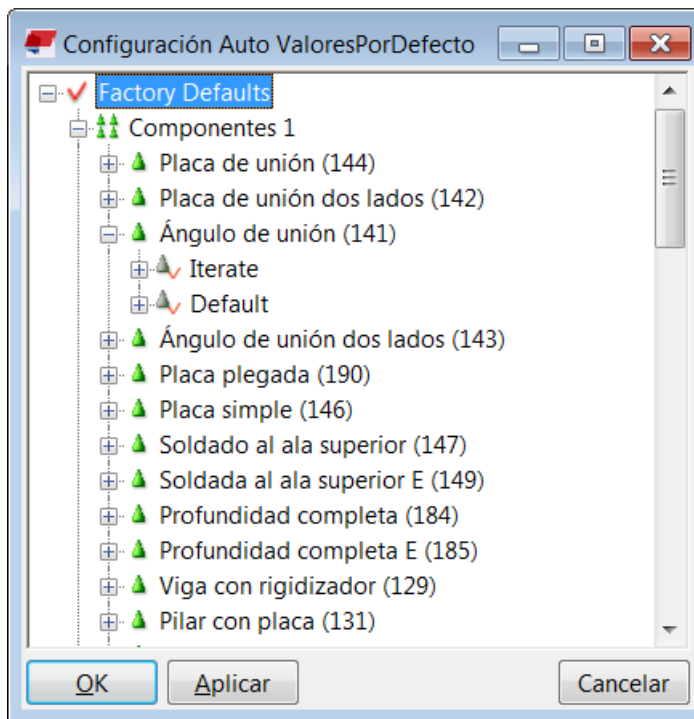 Configuración Auto ValoresPorDefecto
Factory Defaults
Componentes 1
Placa de unión (144)
Placa de unión dos lados (142)
Ángulo de unión (141)
Iterate
Default
Ángulo de unión dos lados (143)
Placa plegada (190)
Placa simple (146)
Soldado al ala superior (147)
Soldada al ala superior E (149)
Profundidad completa (184)
Profundidad completa E (185)
Viga con rigidizador (129)
Pilar con placa (131)
OK Aplicar Cancelar